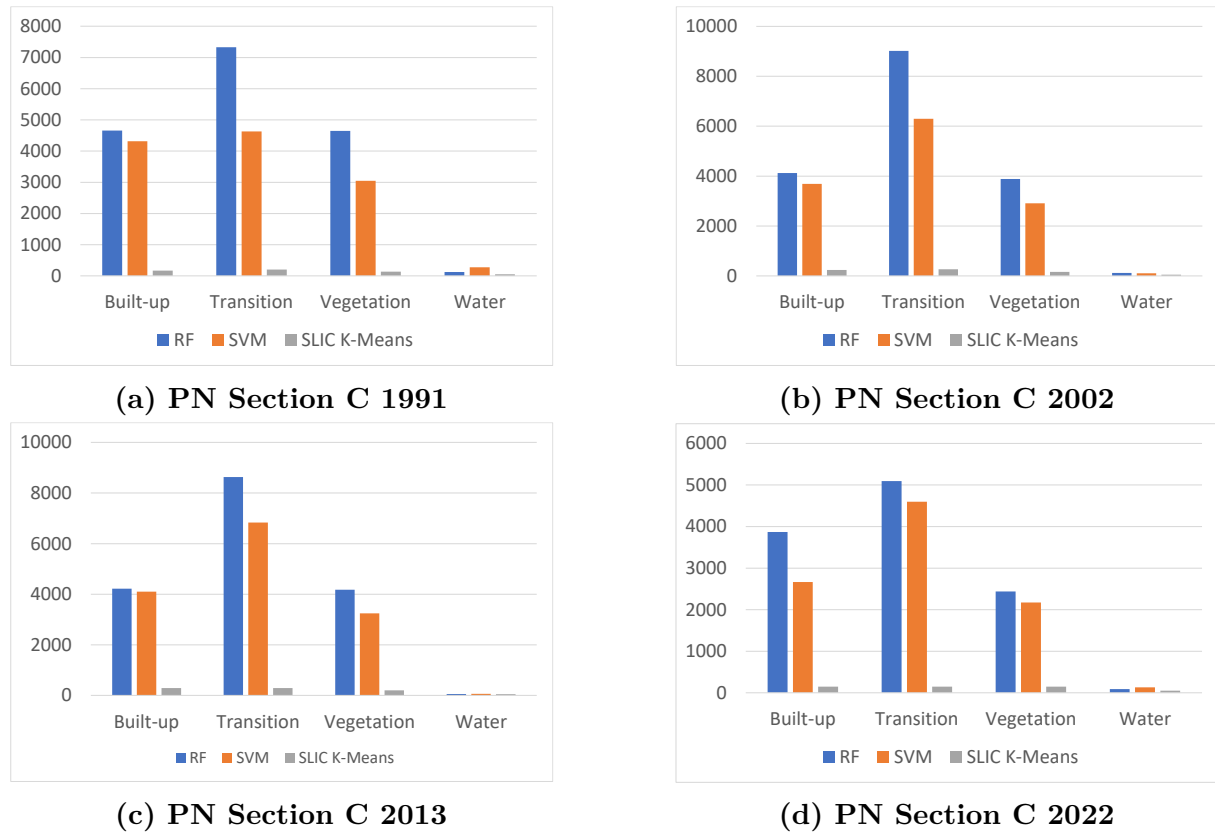 8000
7000
6000
5000
4000
3000
2000
1000
0
Built-up Transition Vegetation Water
RF SVM SLIC K-Means
(a) PN Section C 1991
10000
8000
6000
4000
2000
0
Built-up Transition Vegetation Water
RF SVM SLIC K-Means
(b) PN Section C 2002
10000
8000
6000
4000
2000
0
Built-up Transition Vegetation Water
RF SVM SLIC K-Means
(c) PN Section C 2013
6000
5000
4000
3000
2000
1000
0
Built-up Transition Vegetation Water
RF SVM SLIC K-Means
(d) PN Section C 2022